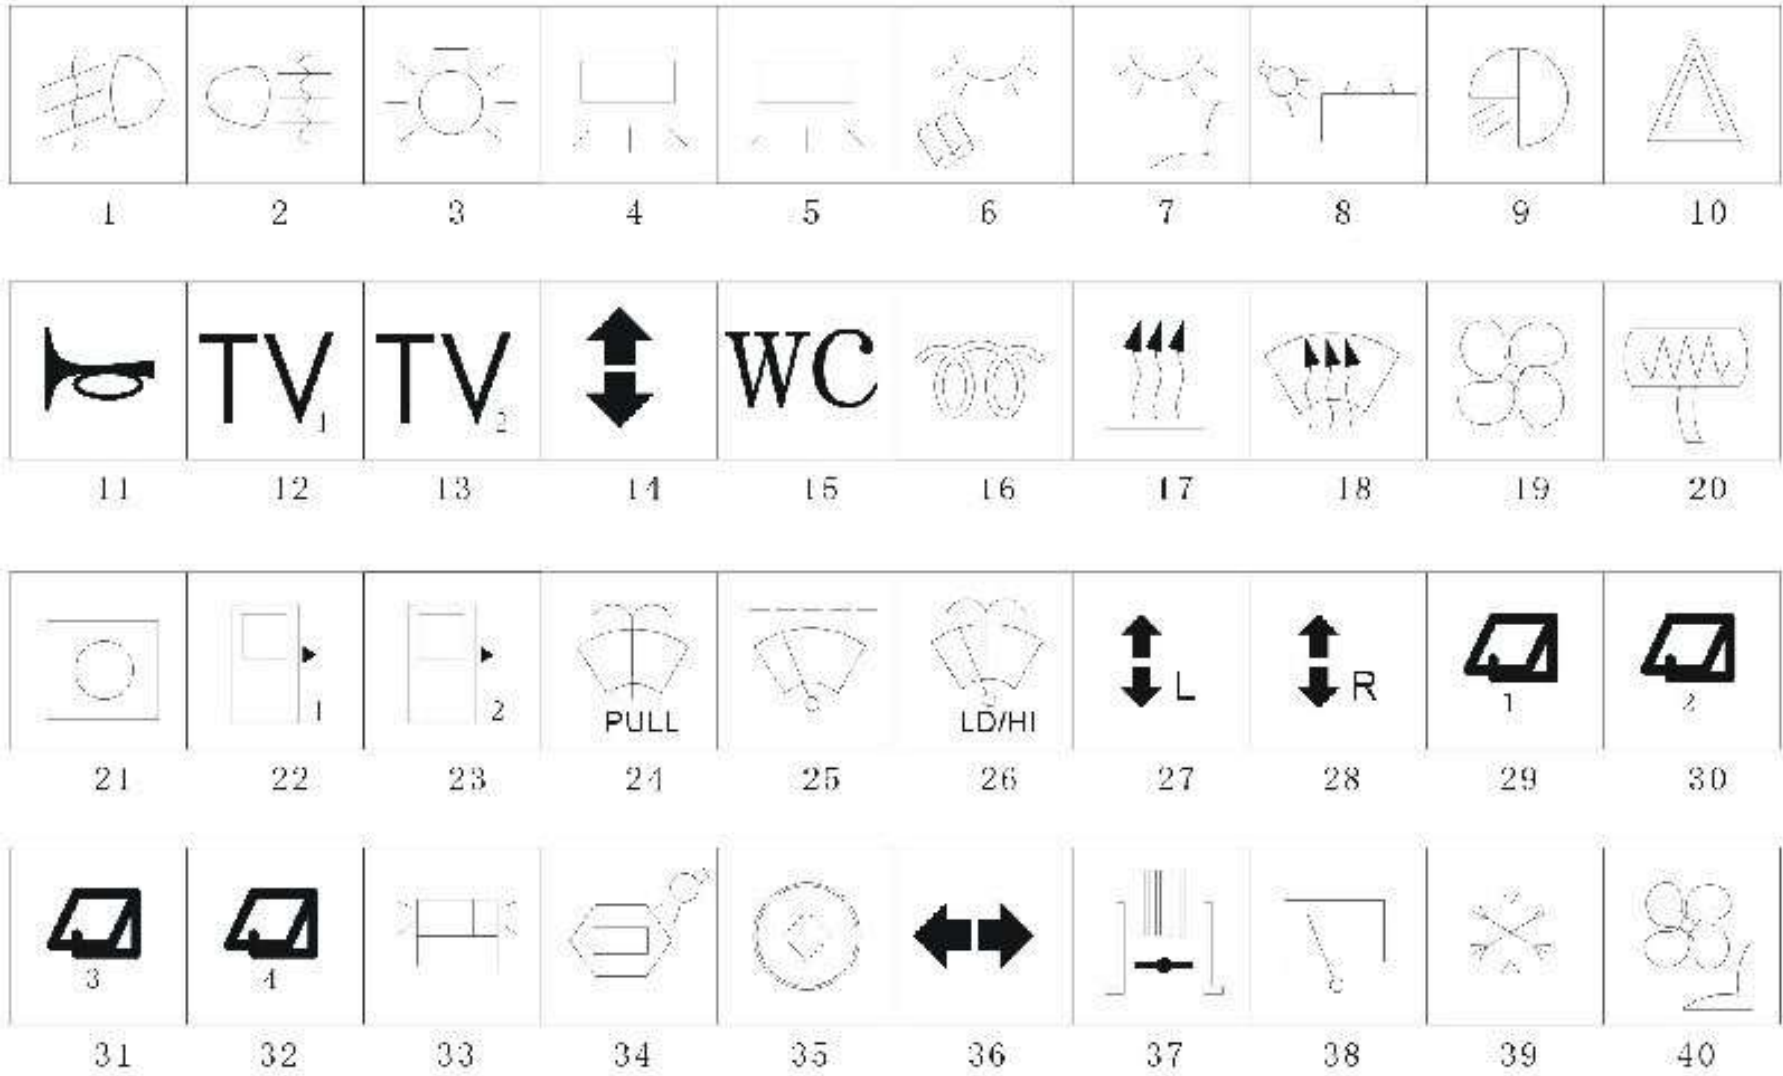 1 2 3 4 5 6 7 8 9 10
TV 1 TV 2 WC
11 12 13 14 15 16 17 18 19 20
1 2 PULL LD/HI L R 1 2
21 22 23 24 25 26 27 28 29 30
3 4
31 32 33 34 35 36 37 38 39 40